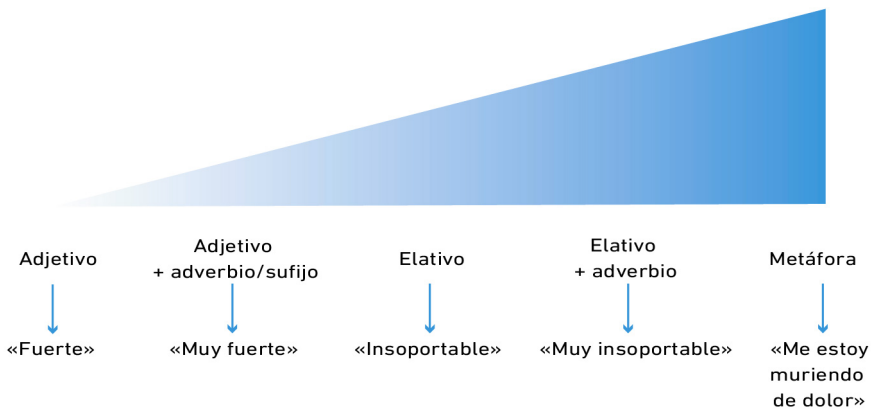 Adjetivo
Adjetivo
+ adverbio/sufijo
Elativo
Elativo
+ adverbio
Metáfora
«Fuerte»
«Muy fuerte»
«Insoportable»
«Muy insoportable»
«Me estoy
muriendo
de dolor»